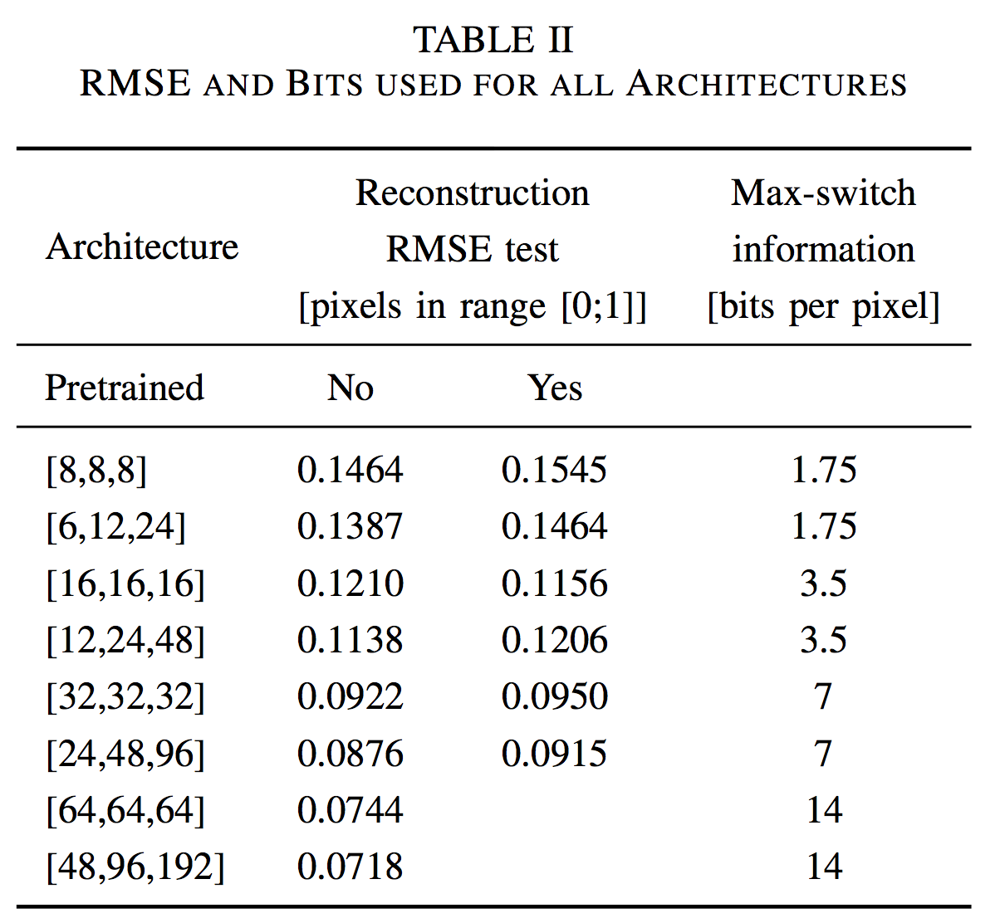 TABLE II
RMSE AND BITS USED FOR ALL ARCHITECTURES
Architecture Reconstruction RMSE test [pixels in range [0;1]] Max-switch information [bits per pixel]
Pretrained No Yes
[8,8,8] 0.1464 0.1545 1.75
[6,12,24] 0.1387 0.1464 1.75
[16,16,16] 0.1210 0.1156 3.5
[12,24,48] 0.1138 0.1206 3.5
[32,32,32] 0.0922 0.0950 7
[24,48,96] 0.0876 0.0915 7
[64,64,64] 0.0744 14
[48,96,192] 0.0718 14